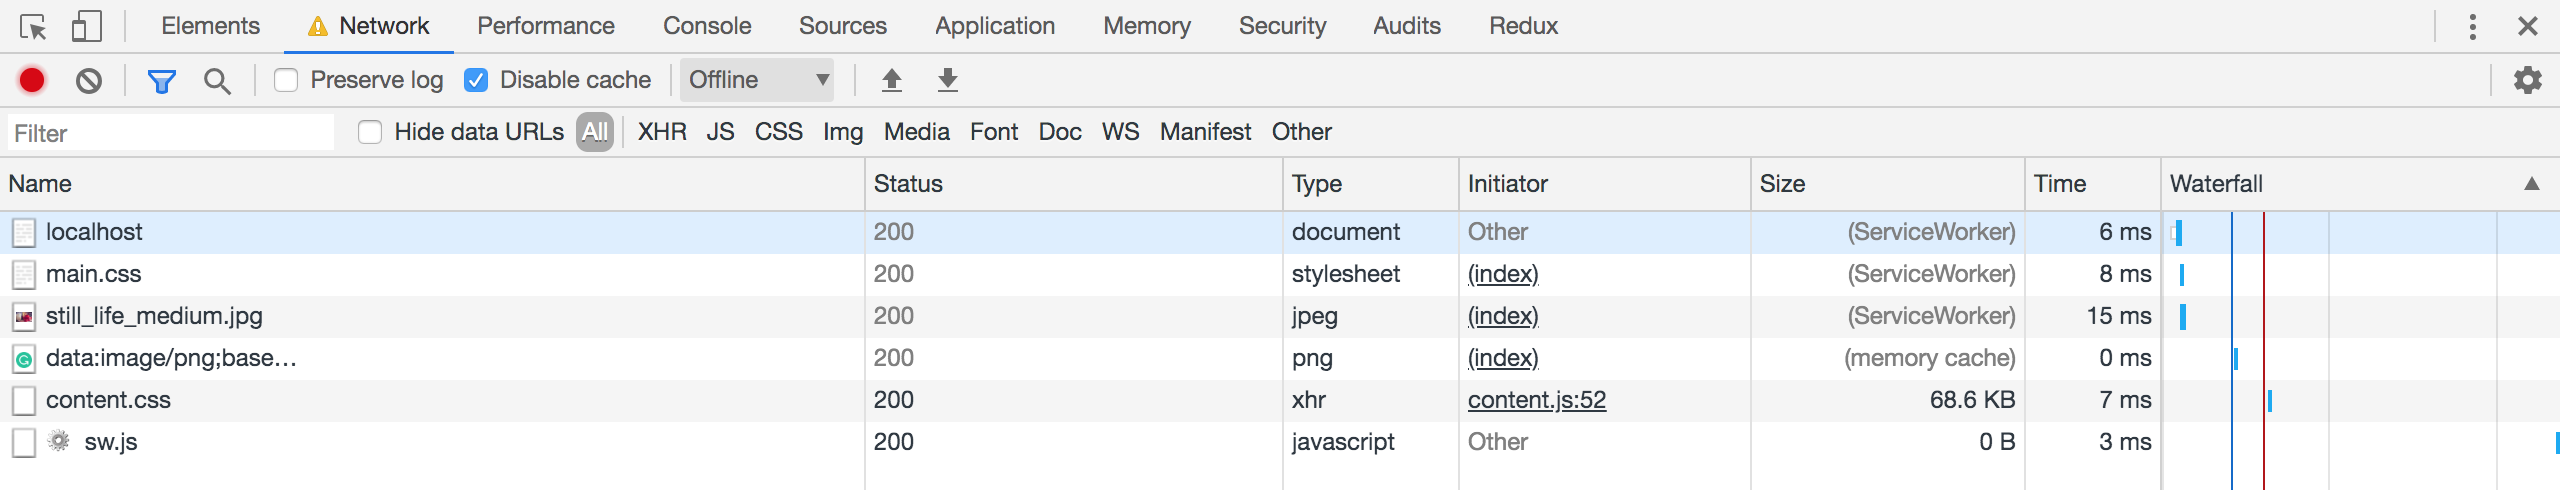 Elements Network Performance Console Sources Application Memory Security Audits Redux
Preserve log Disable cache Offline
Filter Hide data URLs All XHR JS CSS Img Media Font Doc WS Manifest Other
Name Status Type Initiator Size Time Waterfall
localhost 200 document Other (ServiceWorker) 6 ms
main.css 200 stylesheet (index) (ServiceWorker) 8 ms
still_life_medium.jpg 200 jpeg (index) (ServiceWorker) 15 ms
data:image/png;base… 200 png (index) (memory cache) 0 ms
content.css 200 xhr content.js:52 68.6 KB 7 ms
sw.js 200 javascript Other 0 B 3 ms